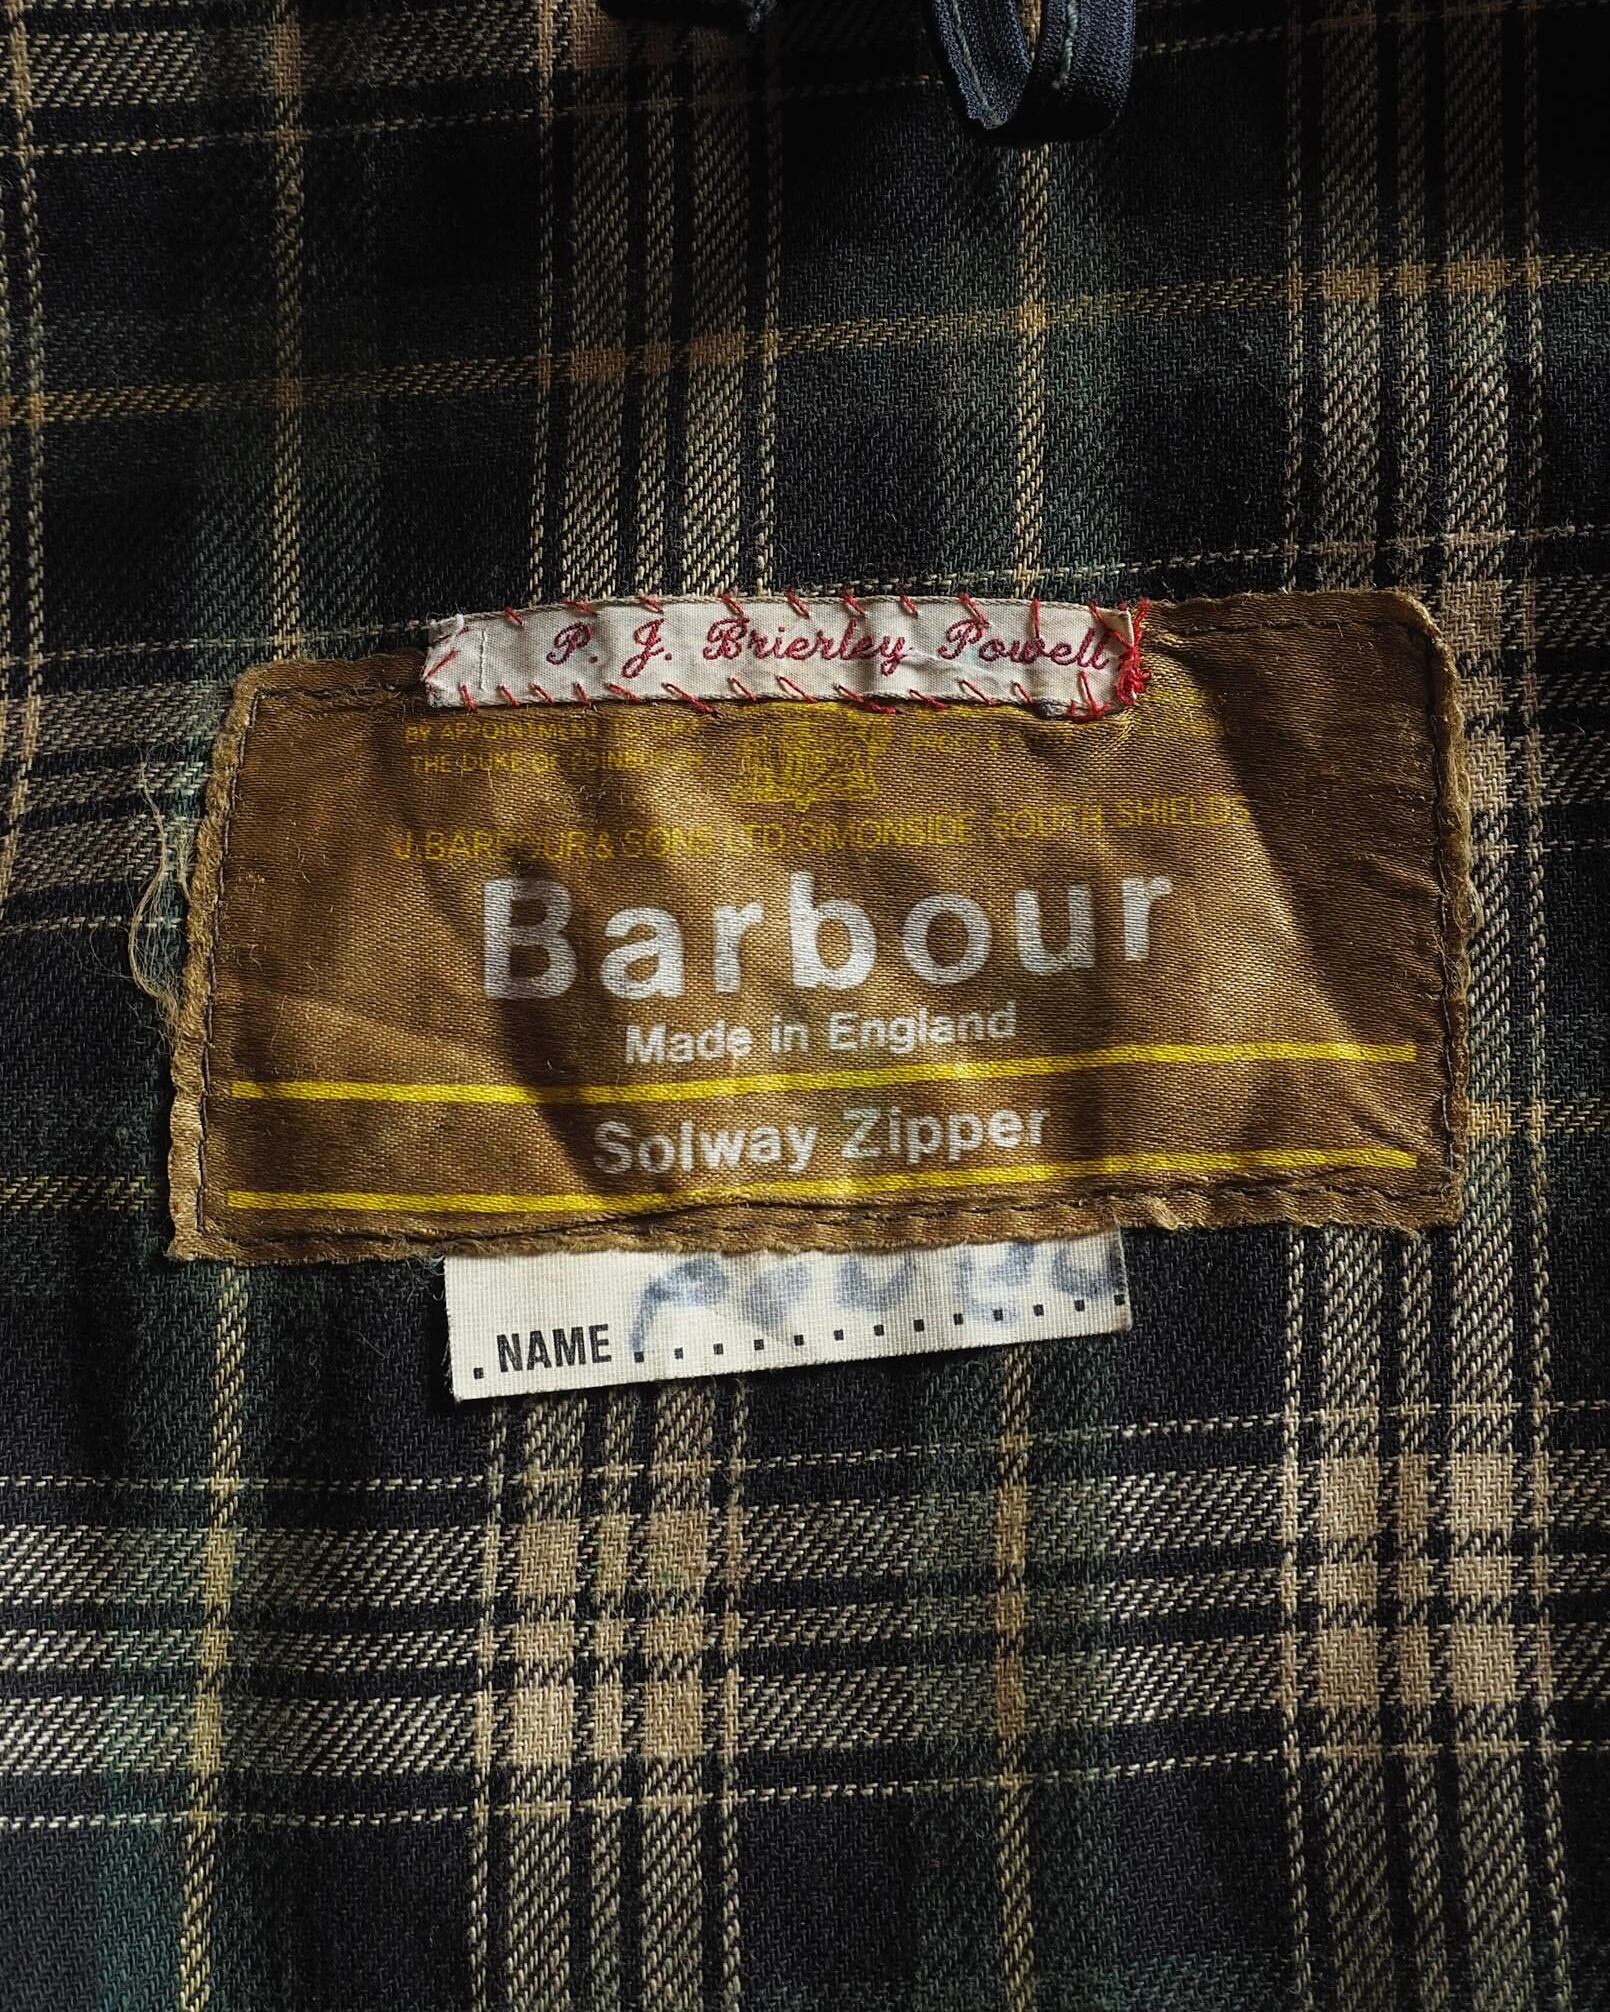 P. J. Brierley Powell
BY APPOINTMENT
THE DUKE OF EDINBURGH
J. BARBOUR & SONS LTD SIMONSIDE SOUTH SHIELDS
Barbour
Made in England
Solway Zipper
. NAME . . . . . . . . . . . . .